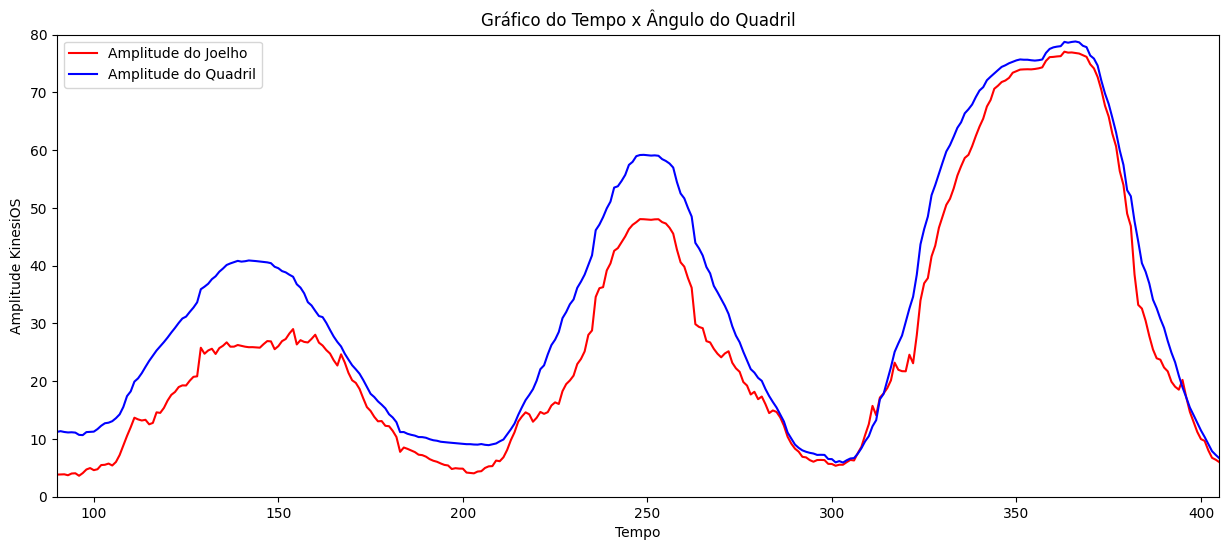 Gráfico do Tempo x Ângulo do Quadril
Amplitude do Joelho
Amplitude do Quadril
Amplitude KinesiOS
80
70
60
50
40
30
20
10
0
100 150 200 250 300 350 400
Tempo